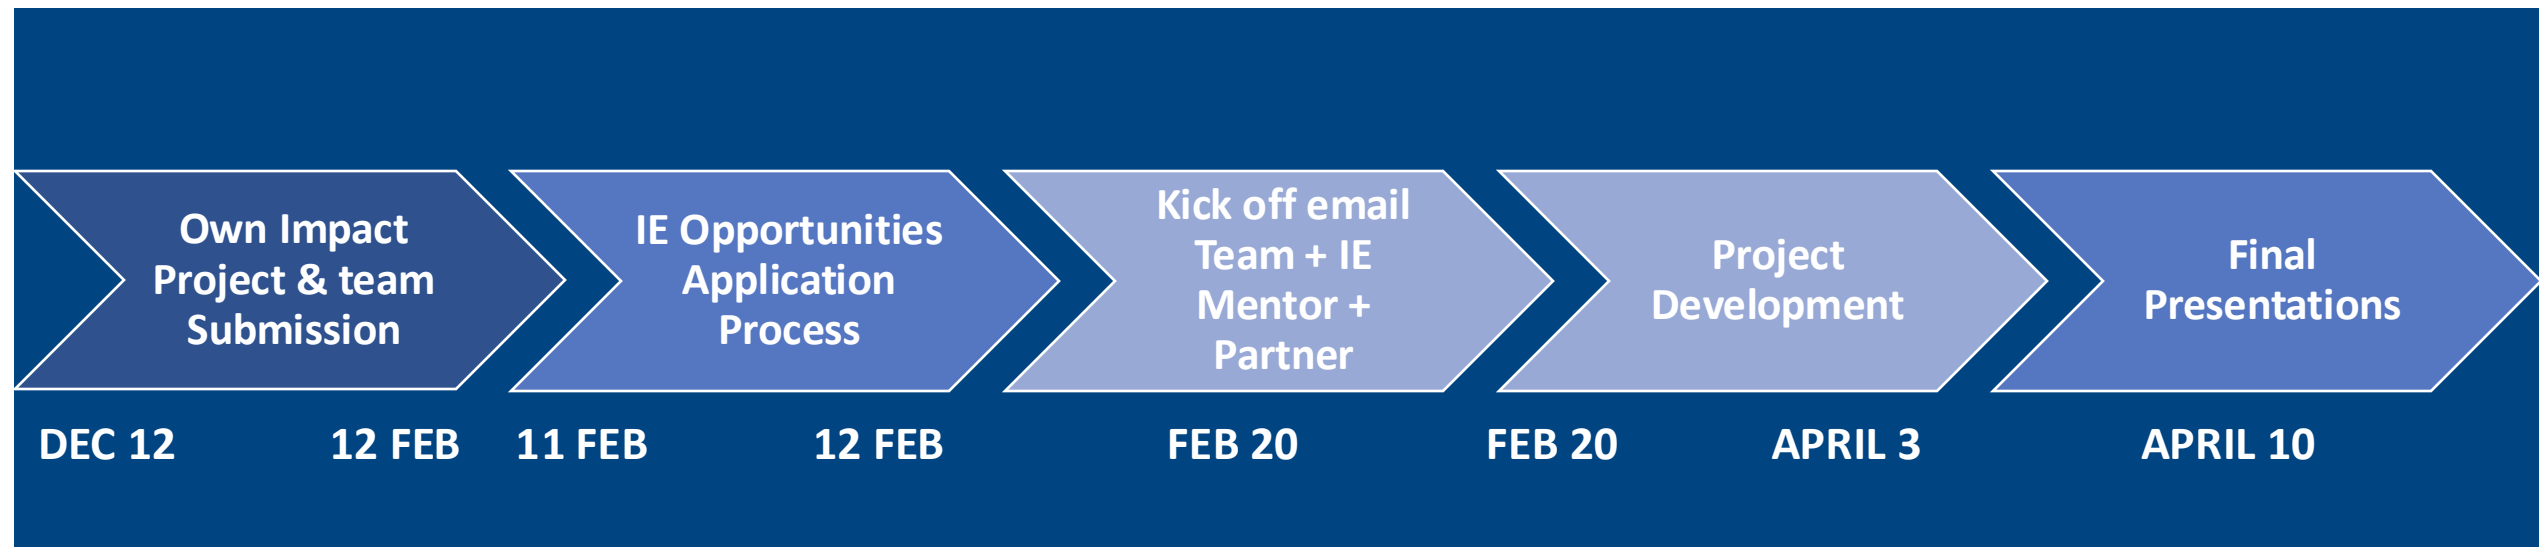 Own Impact
Project & team
Submission
IE Opportunities
Application
Process
Kick off email
Team + IE
Mentor +
Partner
Project
Development
Final
Presentations
DEC 12 12 FEB 11 FEB 12 FEB FEB 20 FEB 20 APRIL 3 APRIL 10